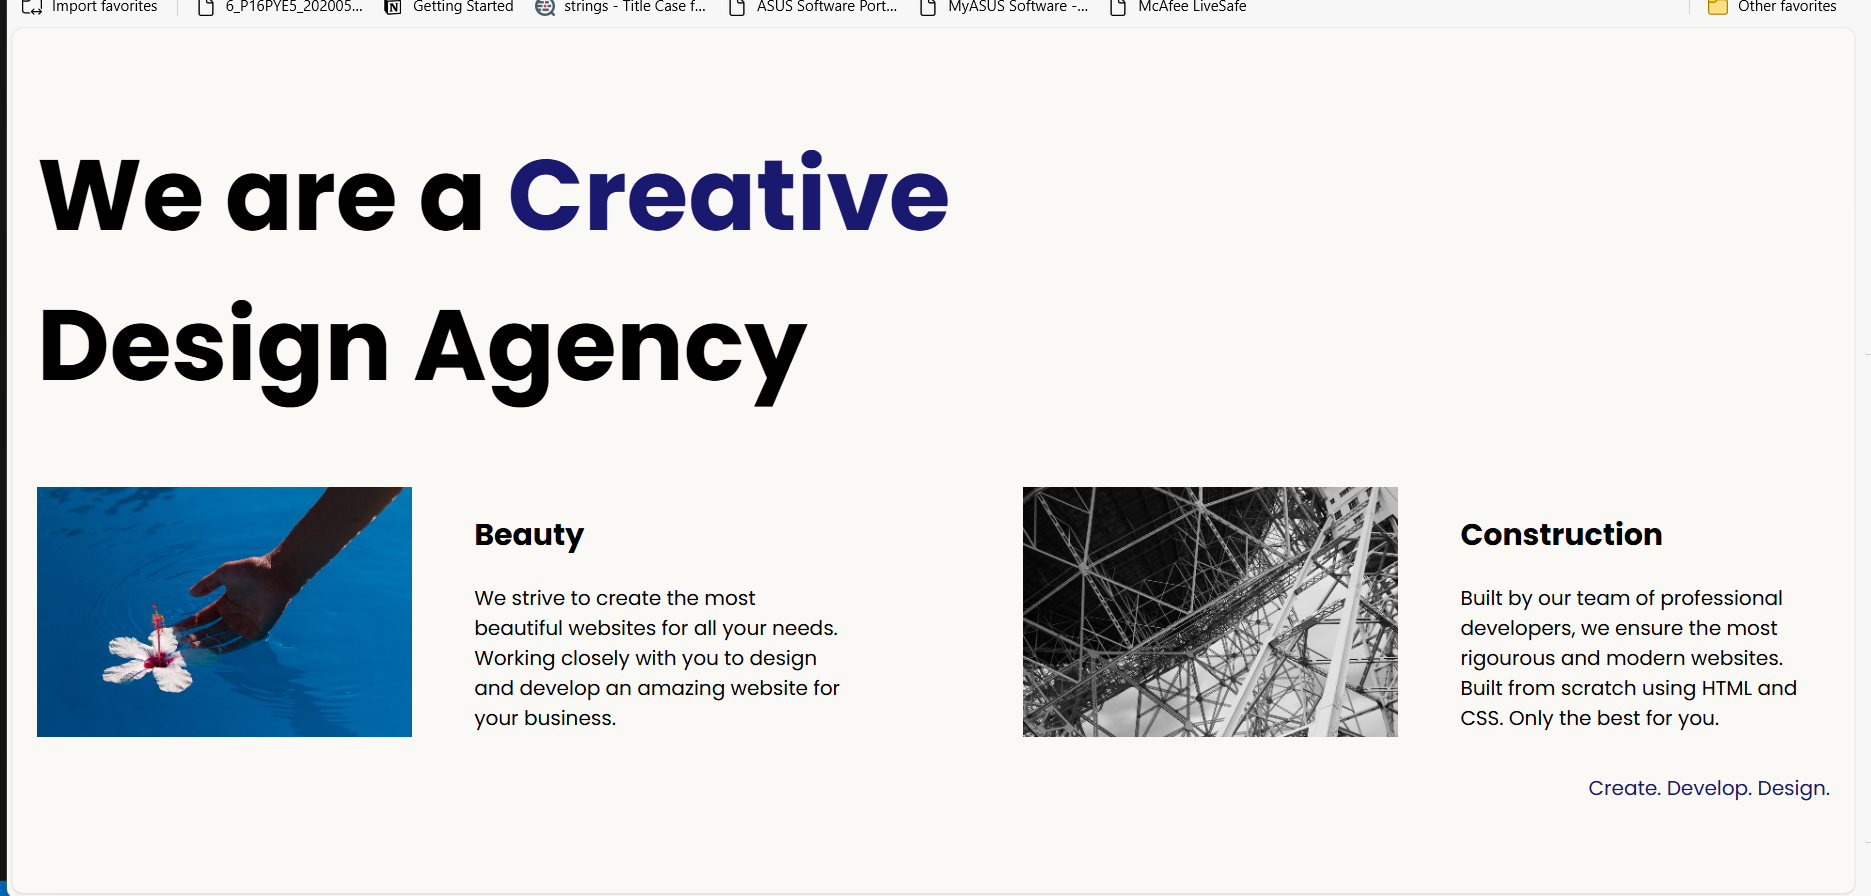 Import favorites
6_P16PYE5_202005...
Getting Started
strings - Title Case f...
ASUS Software Port...
MyASUS Software -...
McAfee LiveSafe
Other favorites
We are a Creative
Design Agency
Beauty
We strive to create the most
beautiful websites for all your needs.
Working closely with you to design
and develop an amazing website for
your business.
Construction
Built by our team of professional
developers, we ensure the most
rigourous and modern websites.
Built from scratch using HTML and
CSS. Only the best for you.
Create. Develop. Design.